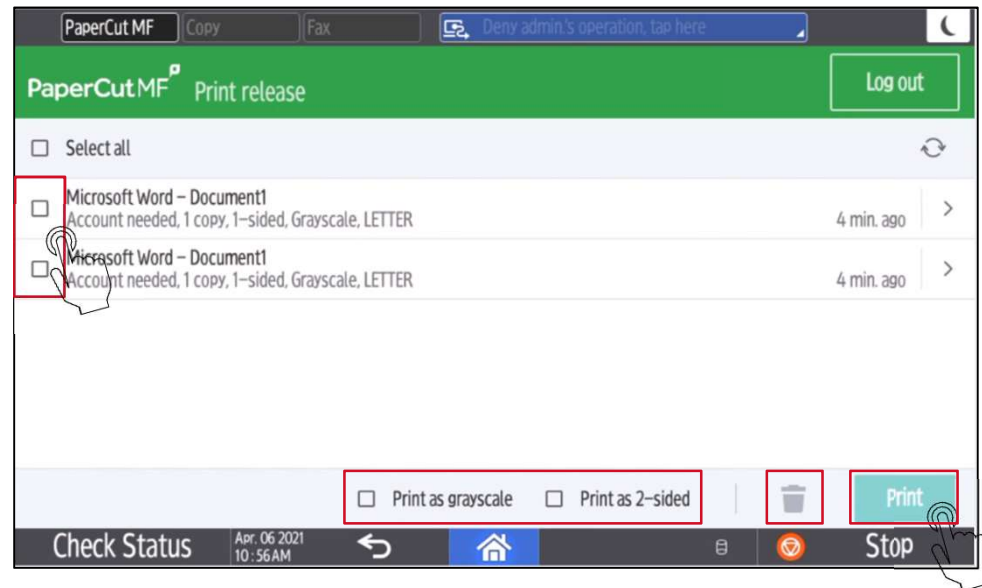 PaperCut MF Copy Fax Deny admin's operation, tap here
PaperCutMF Print release Log out
Select all
Microsoft Word – Document1
Account needed, 1 copy, 1–sided, Grayscale, LETTER 4 min. ago
Microsoft Word – Document1
Account needed, 1 copy, 1–sided, Grayscale, LETTER 4 min. ago
Print as grayscale Print as 2–sided Print
Check Status Apr. 06 2021 Stop
10 : 56 AM